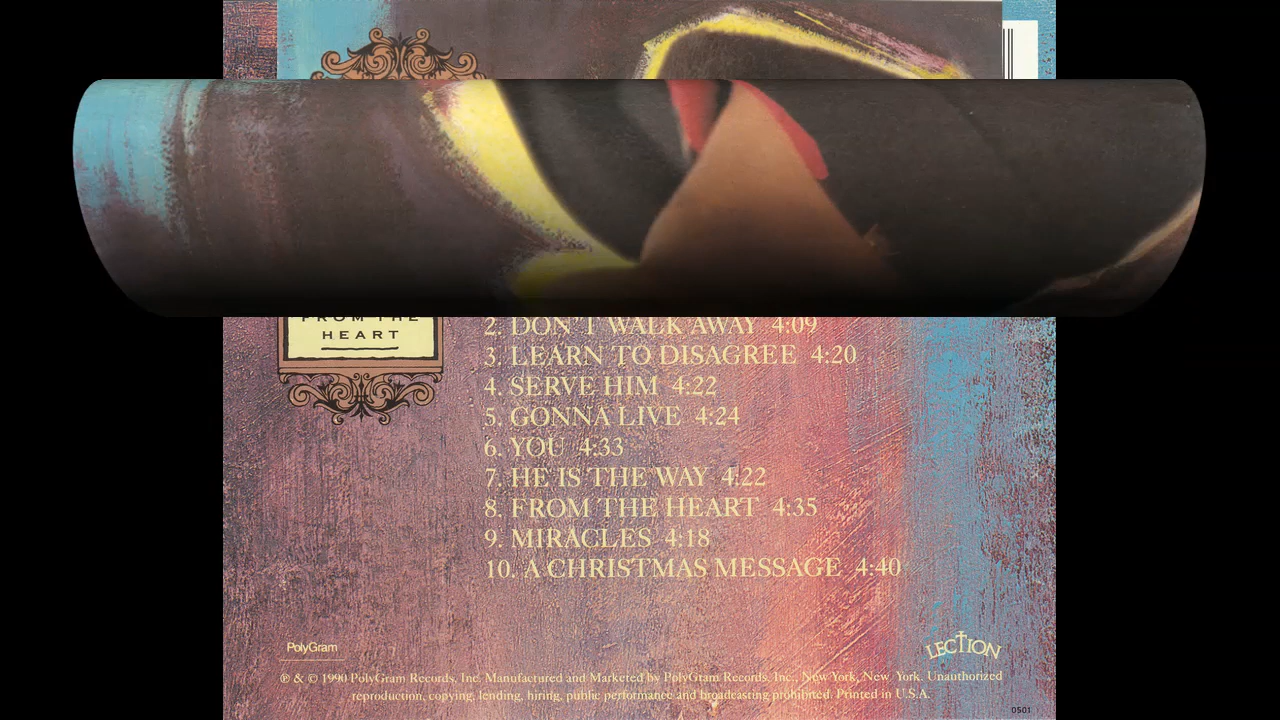 FROM THE
HEART
2. DON'T WALK AWAY 4:09
3. LEARN TO DISAGREE 4:20
4. SERVE HIM 4:22
5. GONNA LIVE 4:24
6. YOU 4:33
7. HE IS THE WAY 4:22
8. FROM THE HEART 4:35
9. MIRACLES 4:18
10. A CHRISTMAS MESSAGE 4:40
PolyGram
LECTION
℗ & © 1990 PolyGram Records, Inc. Manufactured and Marketed by PolyGram Records, Inc., New York, New York. Unauthorized
reproduction, copying, lending, hiring, public performance and broadcasting prohibited. Printed in U.S.A.
0501